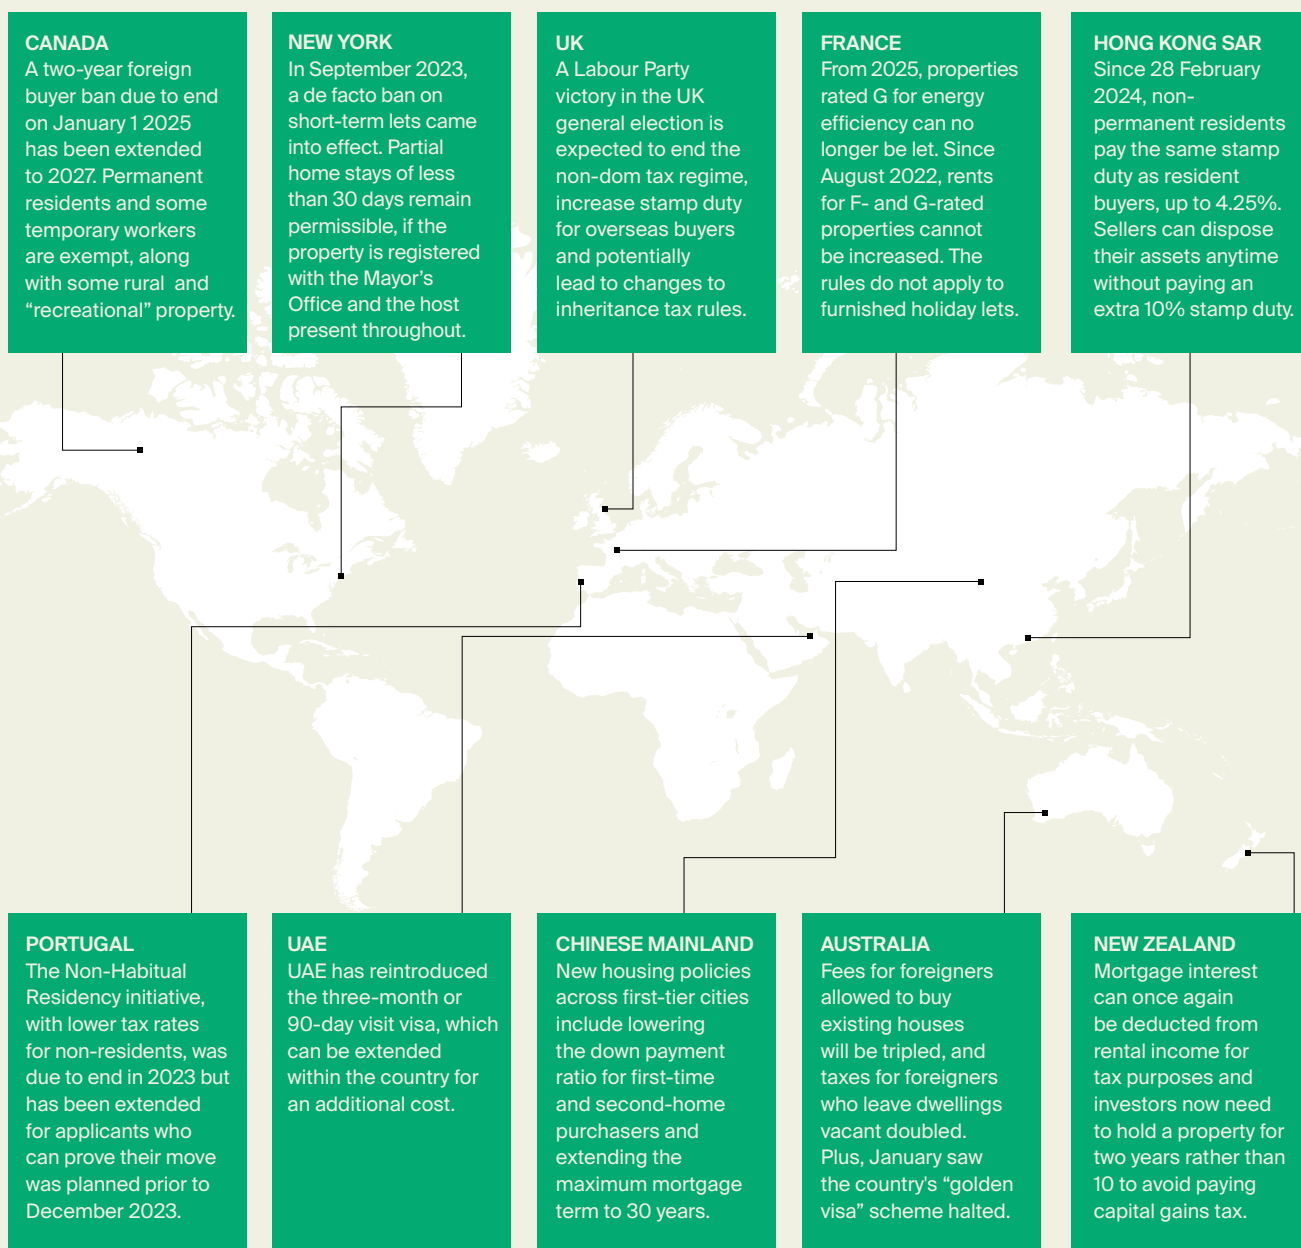 CANADA
A two-year foreign
buyer ban due to end
on January 1 2025
has been extended
to 2027. Permanent
residents and some
temporary workers
are exempt, along
with some rural and
“recreational” property.
NEW YORK
In September 2023,
a de facto ban on
short-term lets came
into effect. Partial
home stays of less
than 30 days remain
permissible, if the
property is registered
with the Mayor’s
Office and the host
present throughout.
UK
A Labour Party
victory in the UK
general election is
expected to end the
non-dom tax regime,
increase stamp duty
for overseas buyers
and potentially
lead to changes to
inheritance tax rules.
FRANCE
From 2025, properties
rated G for energy
efficiency can no
longer be let. Since
August 2022, rents
for F- and G-rated
properties cannot
be increased. The
rules do not apply to
furnished holiday lets.
HONG KONG SAR
Since 28 February
2024, non-
permanent residents
pay the same stamp
duty as resident
buyers, up to 4.25%.
Sellers can dispose
their assets anytime
without paying an
extra 10% stamp duty.
PORTUGAL
The Non-Habitual
Residency initiative,
with lower tax rates
for non-residents, was
due to end in 2023 but
has been extended
for applicants who
can prove their move
was planned prior to
December 2023.
UAE
UAE has reintroduced
the three-month or
90-day visit visa, which
can be extended
within the country for
an additional cost.
CHINESE MAINLAND
New housing policies
across first-tier cities
include lowering
the down payment
ratio for first-time
and second-home
purchasers and
extending the
maximum mortgage
term to 30 years.
AUSTRALIA
Fees for foreigners
allowed to buy
existing houses
will be tripled, and
taxes for foreigners
who leave dwellings
vacant doubled.
Plus, January saw
the country's “golden
visa” scheme halted.
NEW ZEALAND
Mortgage interest
can once again
be deducted from
rental income for
tax purposes and
investors now need
to hold a property for
two years rather than
10 to avoid paying
capital gains tax.